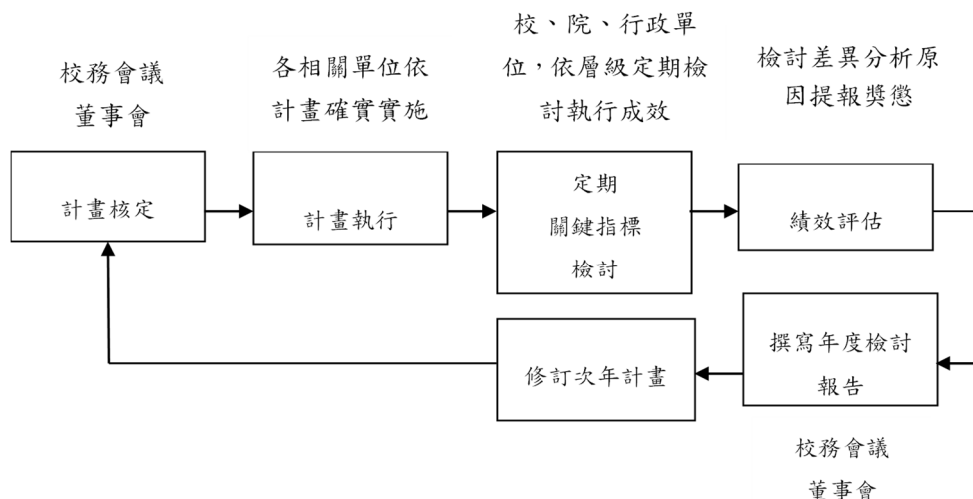 校務會議
董事會
各相關單位依
計畫確實實施
校、院、行政單
位，依層級定期檢
討執行成效
檢討差異分析原
因提報獎懲
計畫核定
計畫執行
定期
關鍵指標
檢討
績效評估
修訂次年計畫
撰寫年度檢討
報告
校務會議
董事會